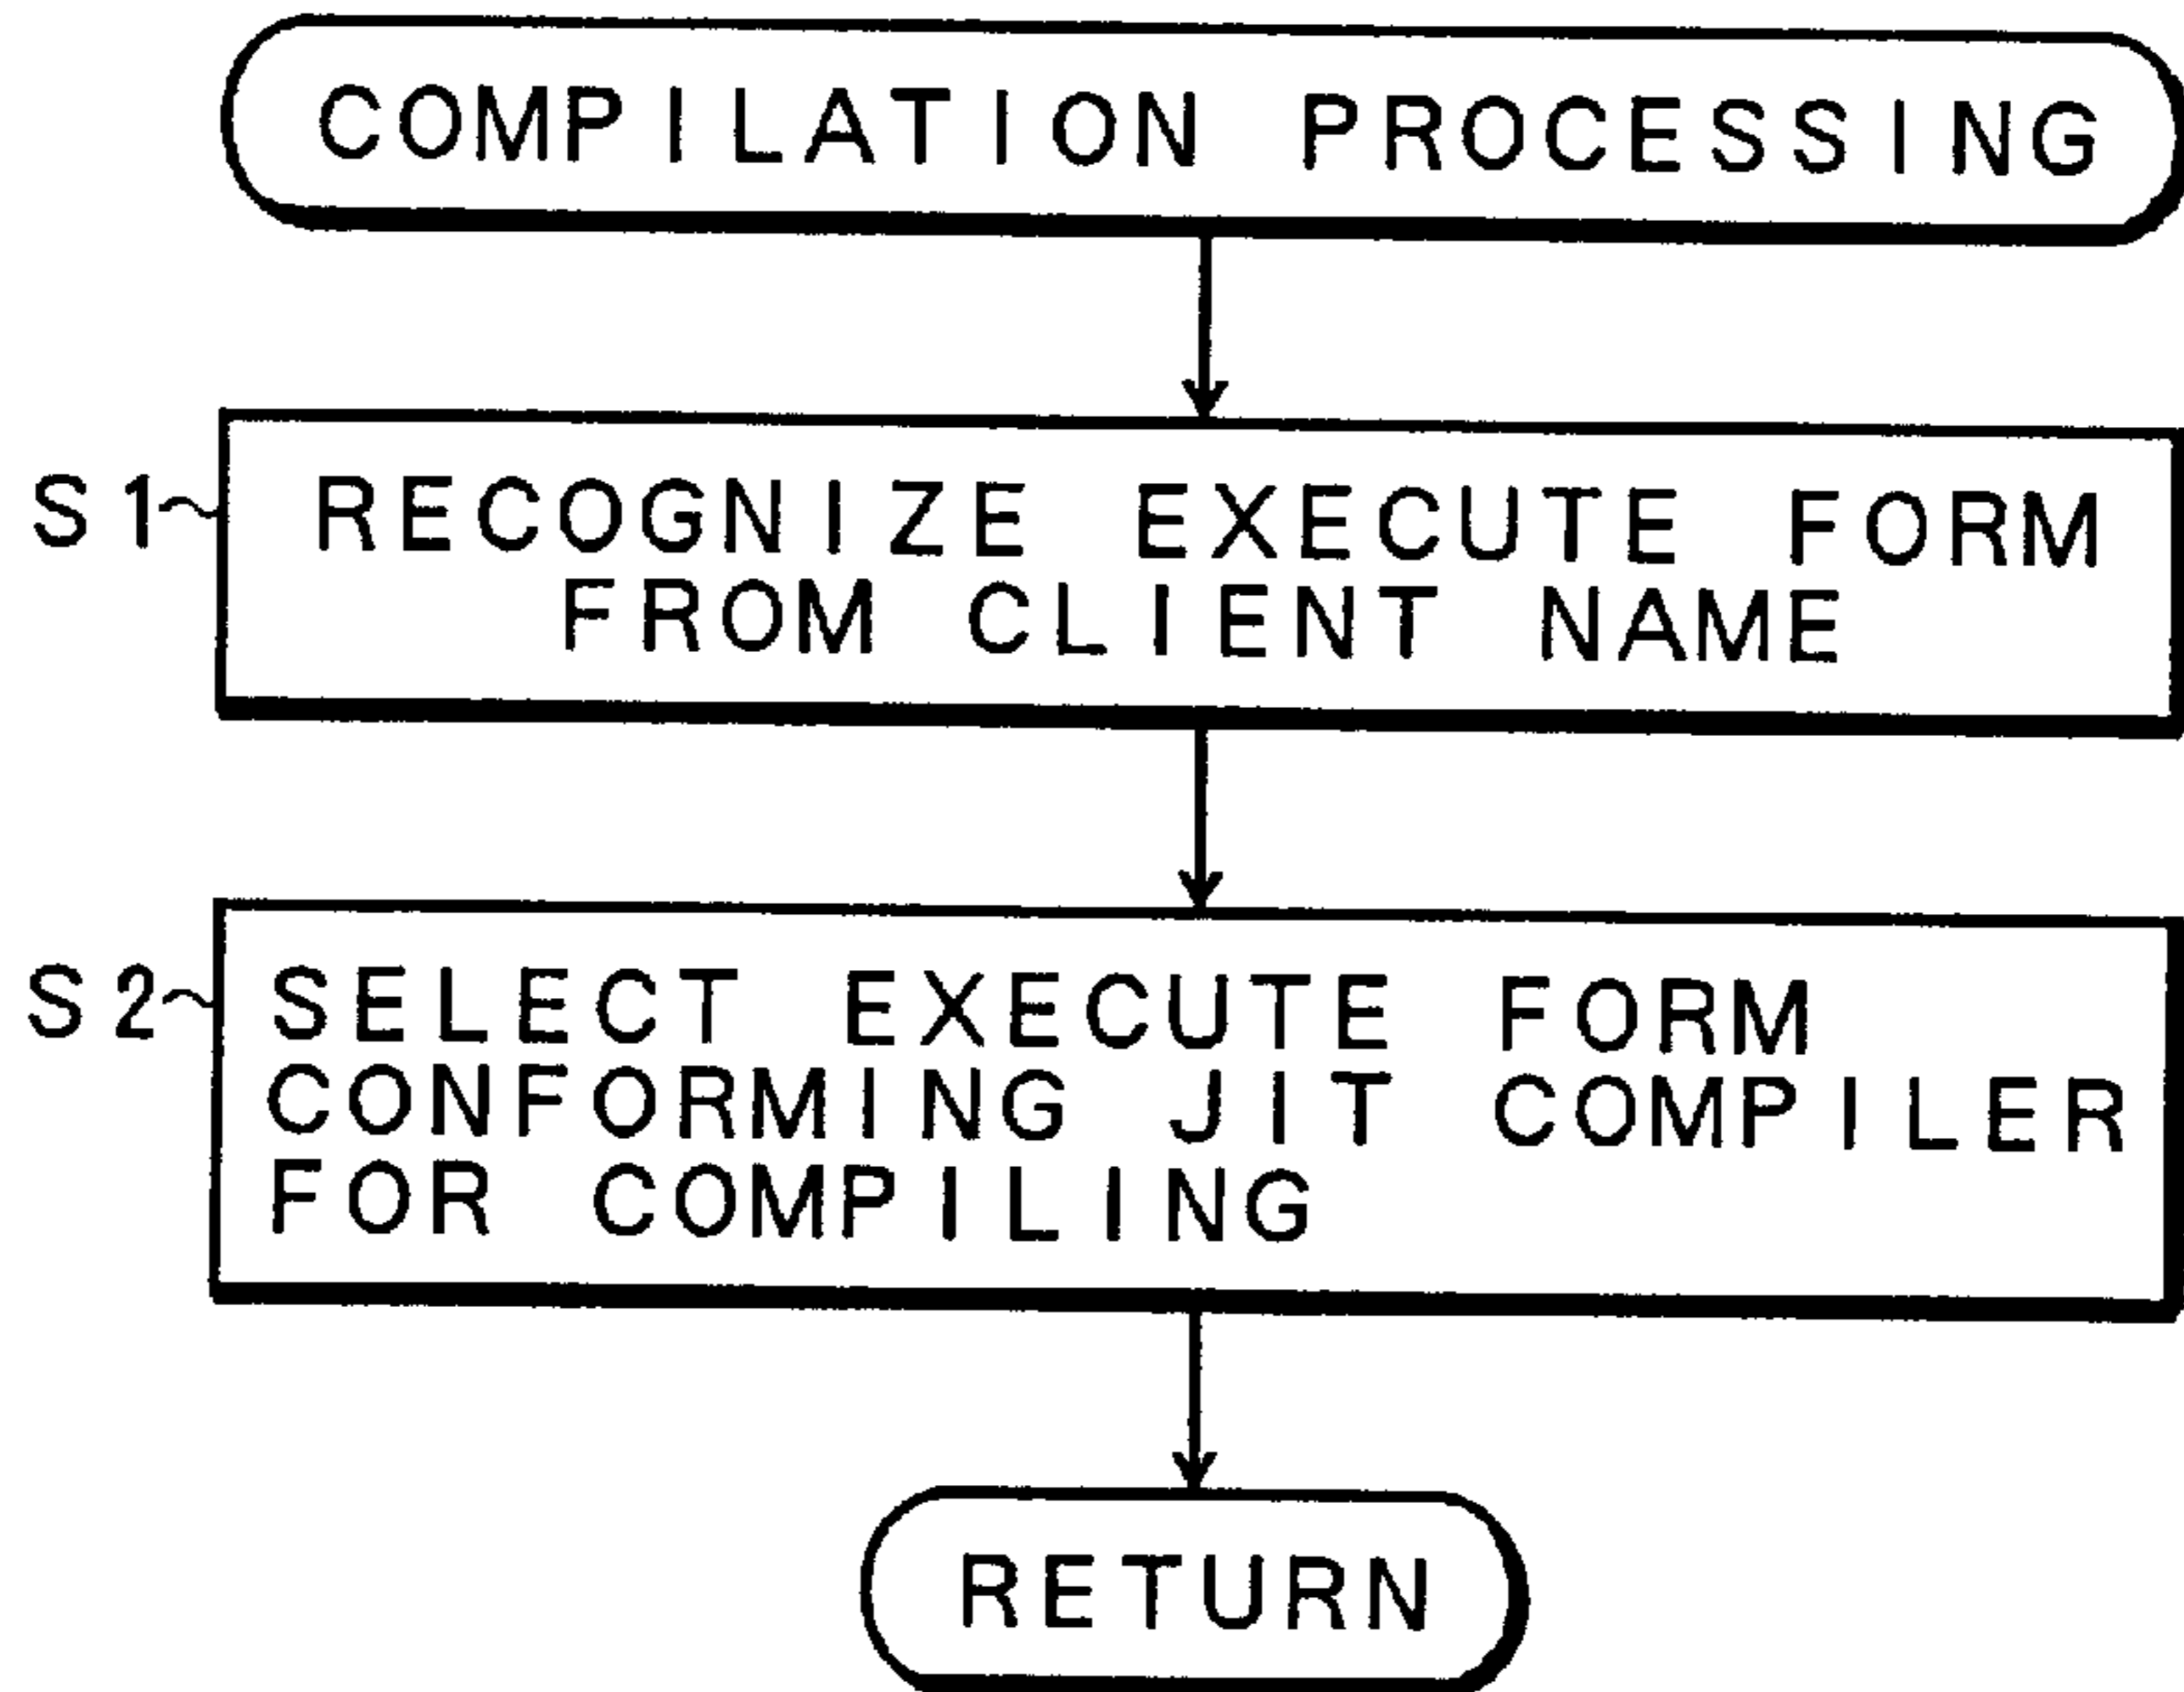 COMPILATION PROCESSING
S1 RECOGNIZE EXECUTE FORM
FROM CLIENT NAME
S2 SELECT EXECUTE FORM
CONFORMING JIT COMPILER
FOR COMPILING
RETURN